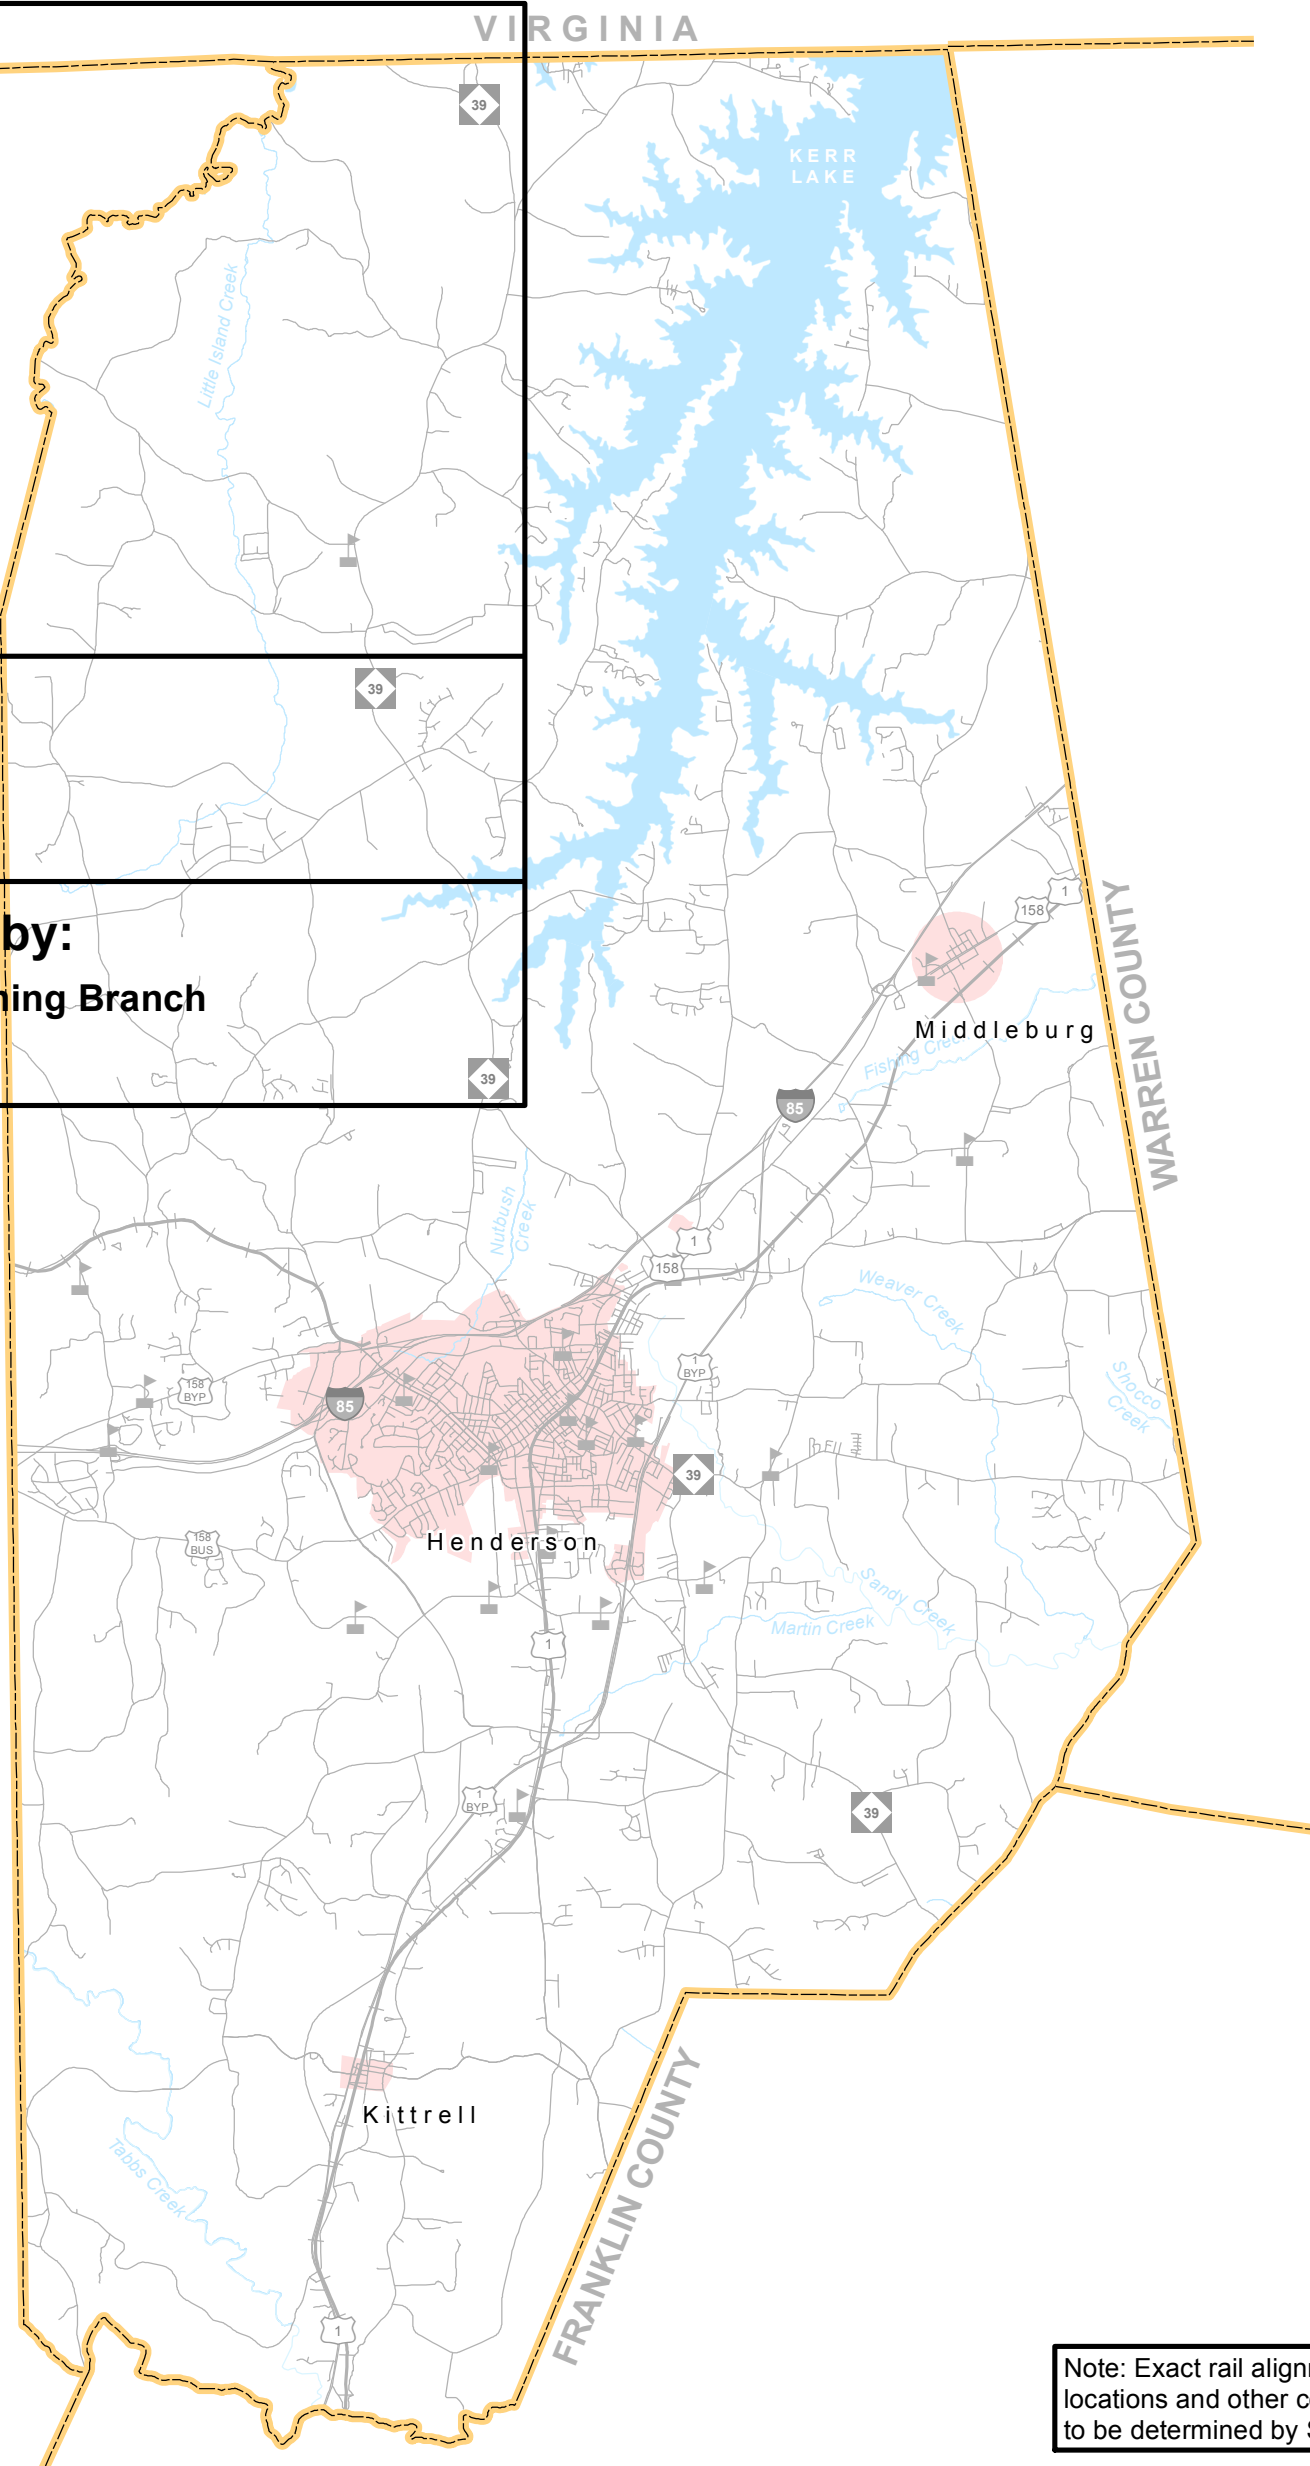 VIRGINIA
39
KERR
LAKE
Little Island Creek
39
158
1
by:
ning Branch
Middleburg
Fishing Creek
WARREN COUNTY
39
85
Nutbush
Creek
1
158
Weaver Creek
1
BYP
158
BYP
85
Shocco
Creek
39
158
BUS
Henderson
Sandy Creek
Martin Creek
1
1
BYP
39
Kittrell
Tabbs Creek
FRANKLIN COUNTY
1
Note: Exact rail alignm
locations and other c
to be determined by S